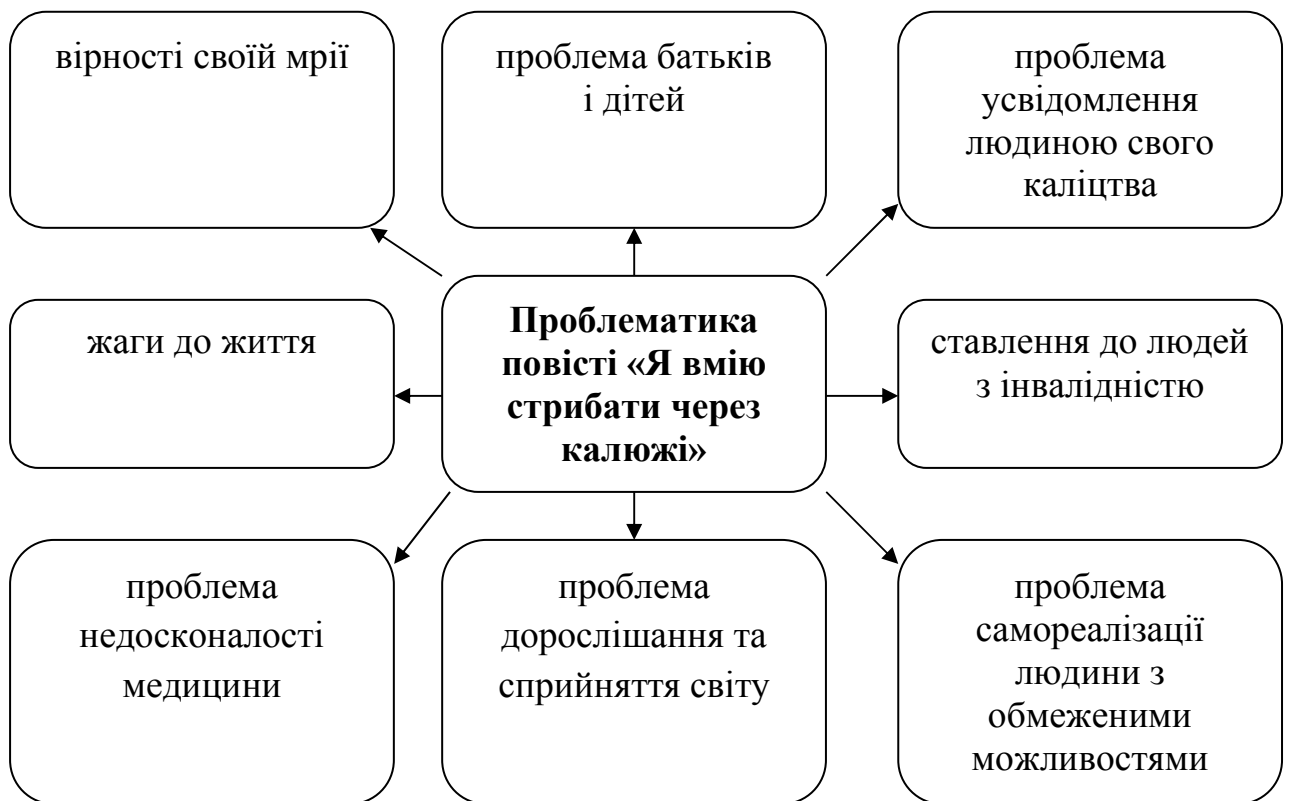 вірності своїй мрії
проблема батьків
і дітей
проблема
усвідомлення
людиною свого
каліцтва
жаги до життя
Проблематика
повісті «Я вмію
стрибати через
калюжі»
ставлення до людей
з інвалідністю
проблема
недосконалості
медицини
проблема
дорослішання та
сприйняття світу
проблема
самореалізації
людини з
обмеженими
можливостями